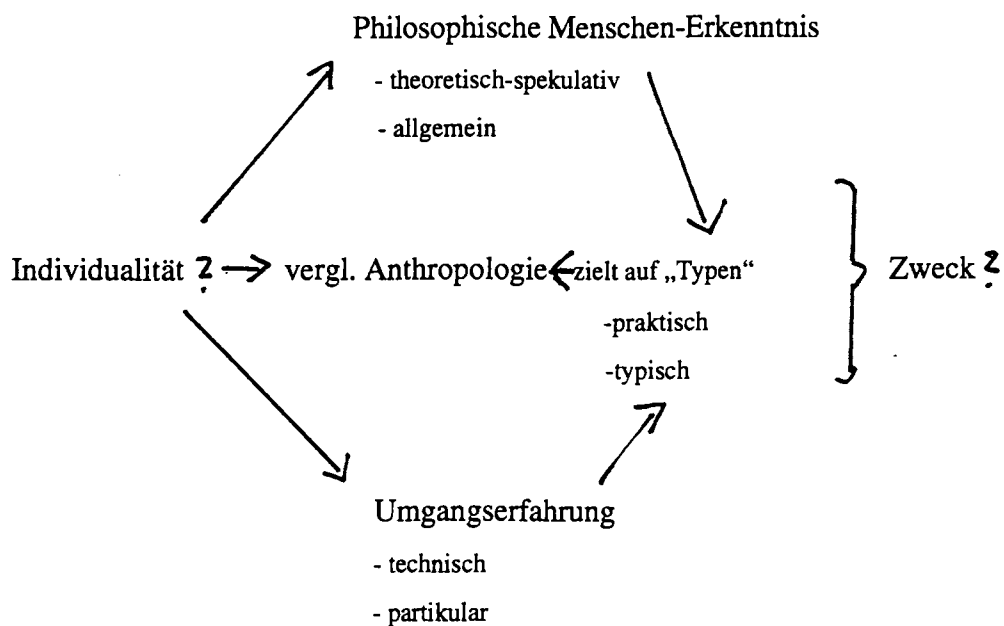 Philosophische Menschen-Erkenntnis
- theoretisch-spekulativ
- allgemein
Individualität ? vergl. Anthropologie zielt auf „Typen“ Zweck ?
-praktisch
-typisch
Umgangserfahrung
- technisch
- partikular